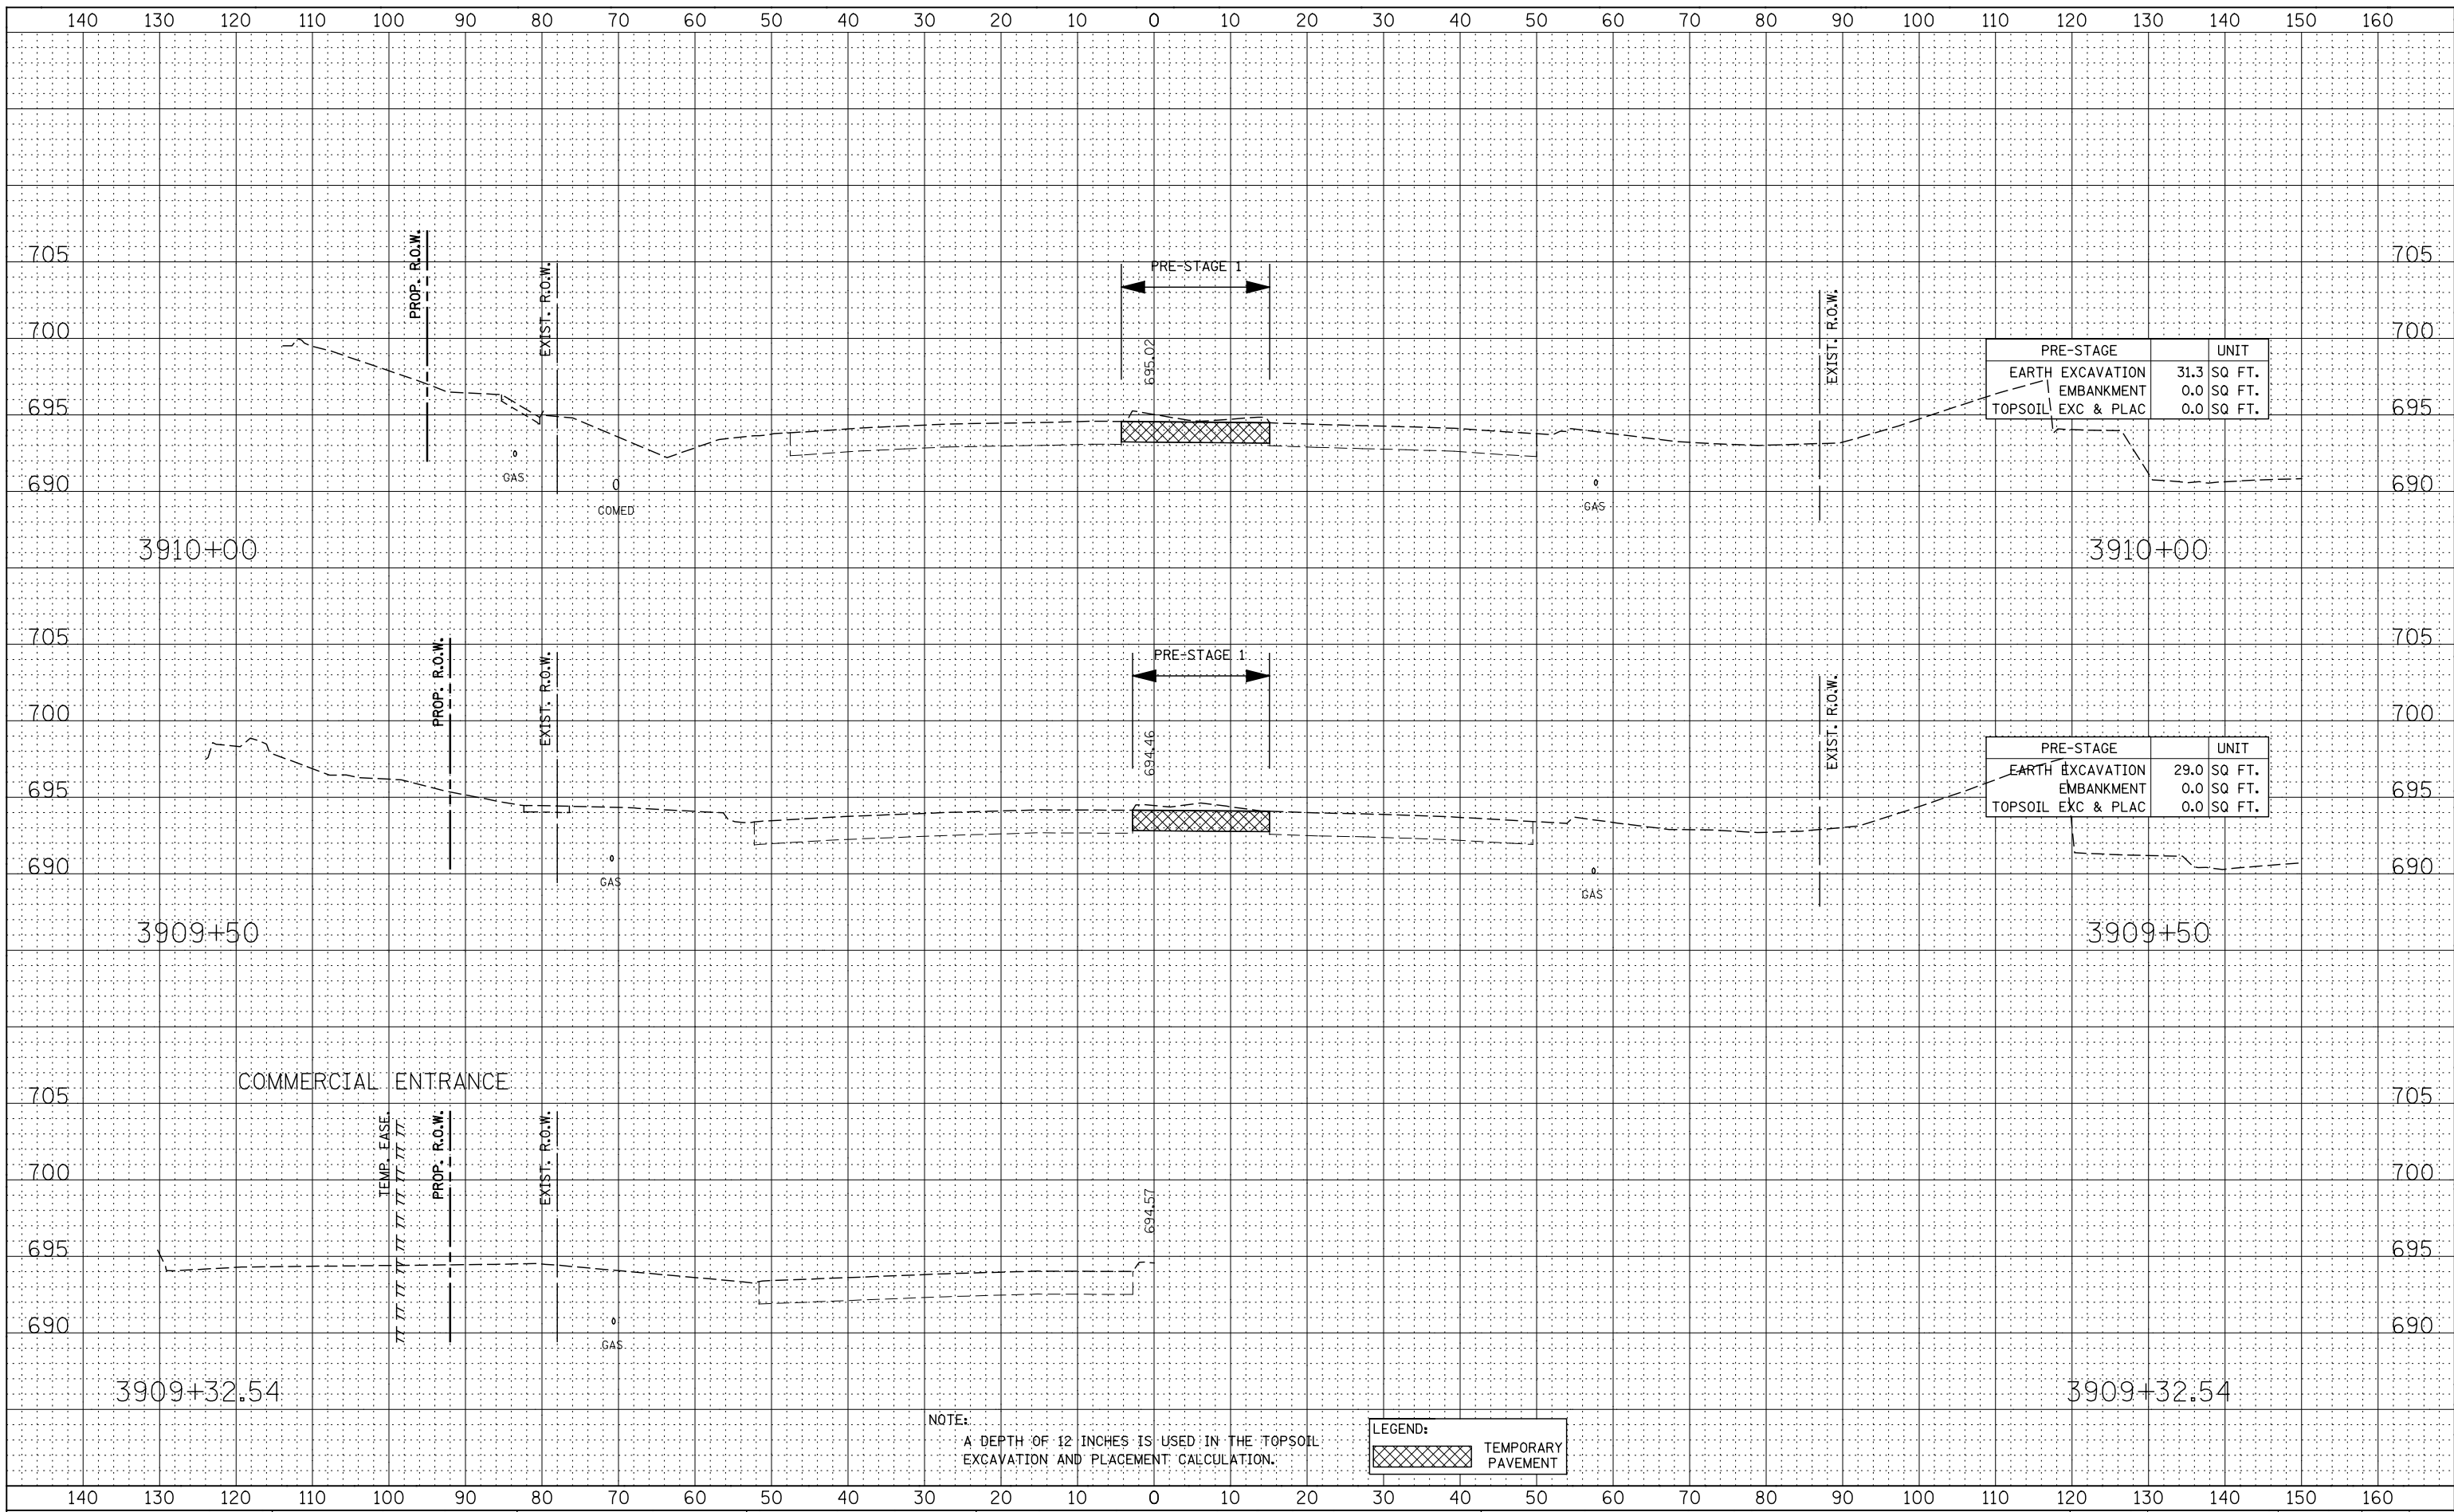 140 130 120 110 100 90 80 70 60 50 40 30 20 10 0 10 20 30 40 50 60 70 80 90 100 110 120 130 140 150 160
705 705
700 700
695 695
690 690
PROP. R.O.W.
EXIST. R.O.W.
PRE-STAGE 1
695.02
EXIST. R.O.W.
PRE-STAGE UNIT
EARTH EXCAVATION 31.3 SQ FT.
EMBANKMENT 0.0 SQ FT.
TOPSOIL EXC & PLAC 0.0 SQ FT.
GAS
COMED
GAS
3910+00 3910+00
705 705
700 700
695 695
690 690
PROP. R.O.W.
EXIST. R.O.W.
PRE-STAGE 1
694.46
EXIST. R.O.W.
PRE-STAGE UNIT
EARTH EXCAVATION 29.0 SQ FT.
EMBANKMENT 0.0 SQ FT.
TOPSOIL EXC & PLAC 0.0 SQ FT.
GAS
GAS
3909+50 3909+50
COMMERCIAL ENTRANCE
705 705
700 700
695 695
690 690
TEMP. EASE.
PROP. R.O.W.
EXIST. R.O.W.
694.57
GAS
3909+32.54 3909+32.54
NOTE:
A DEPTH OF 12 INCHES IS USED IN THE TOPSOIL
EXCAVATION AND PLACEMENT CALCULATION.
LEGEND:
TEMPORARY
PAVEMENT
140 130 120 110 100 90 80 70 60 50 40 30 20 10 0 10 20 30 40 50 60 70 80 90 100 110 120 130 140 150 160